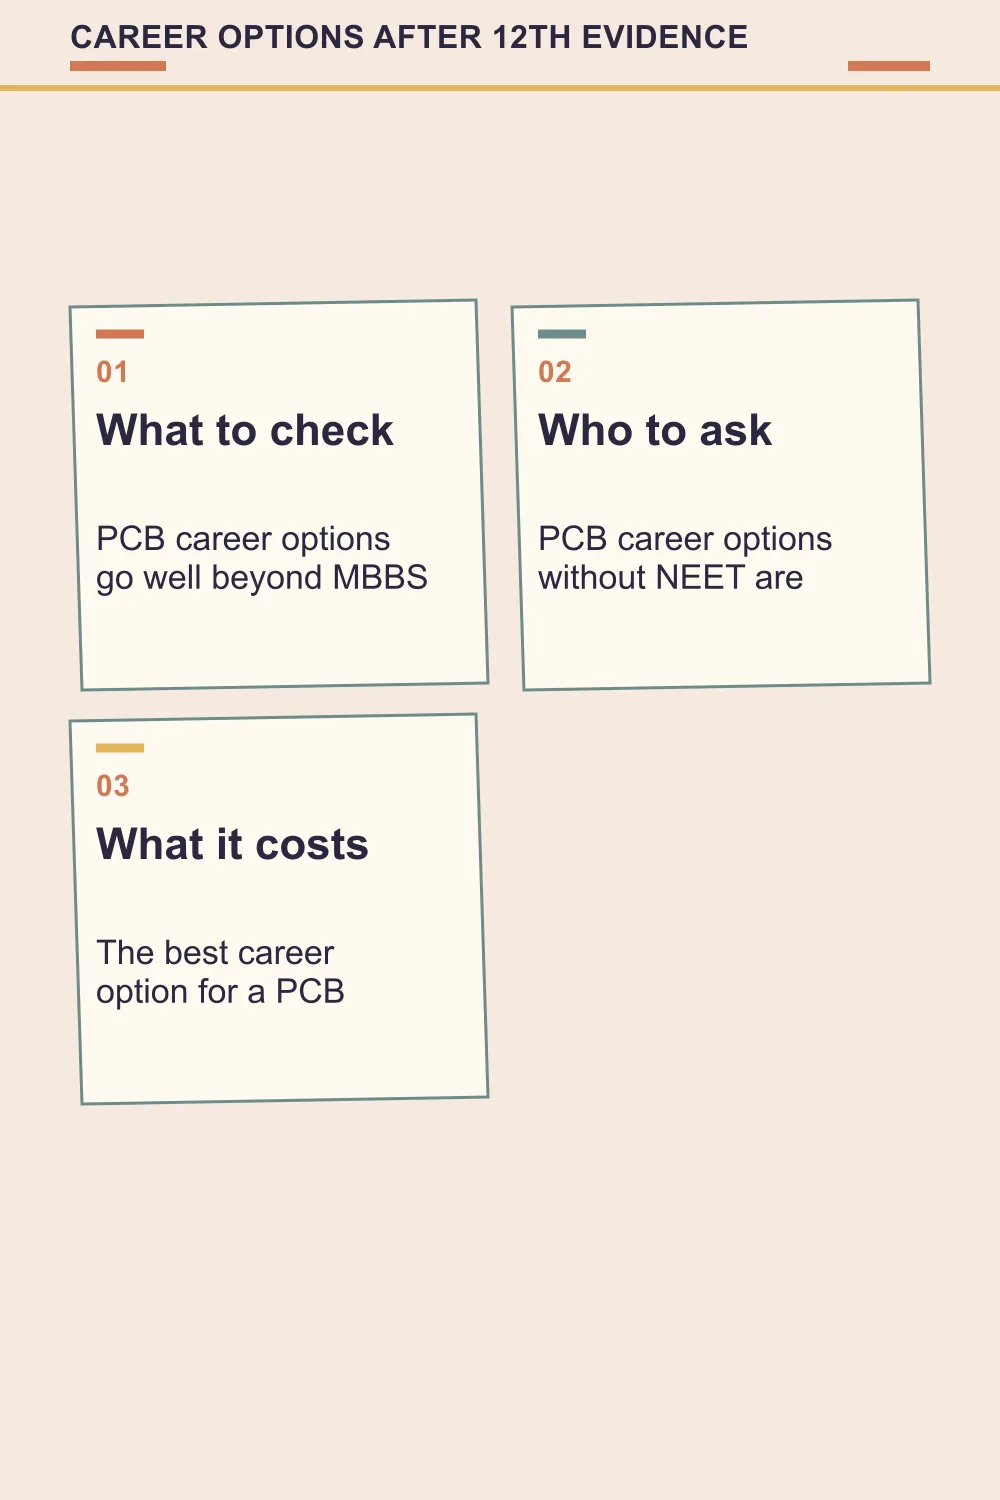 CAREER OPTIONS AFTER 12TH EVIDENCE
01
What to check
PCB career options
go well beyond MBBS
02
Who to ask
PCB career options
without NEET are
03
What it costs
The best career
option for a PCB